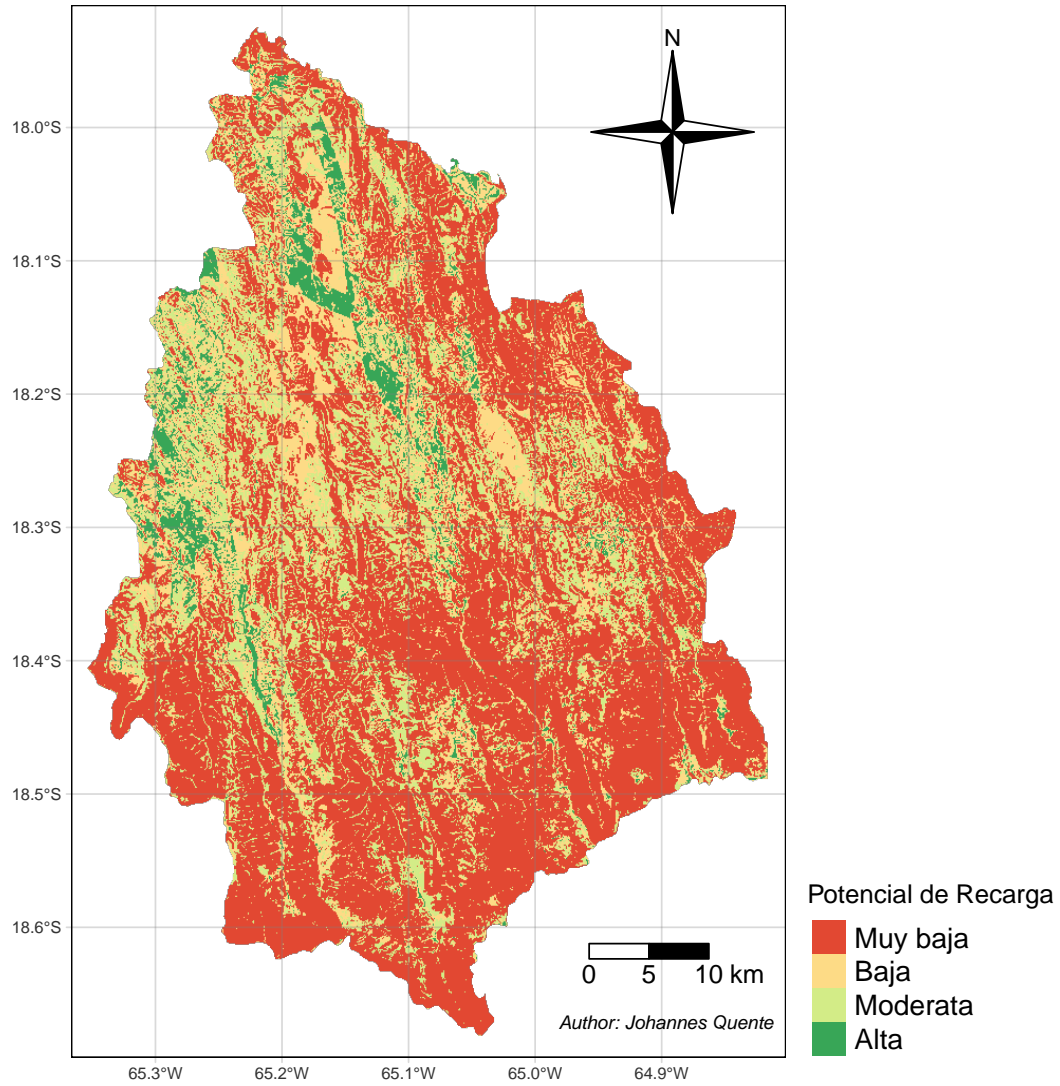 N
18.0°S
18.1°S
18.2°S
18.3°S
18.4°S
18.5°S
18.6°S
65.3°W
65.2°W
65.1°W
65.0°W
64.9°W
0 5 10 km
Author: Johannes Quente
Potencial de Recarga
Muy baja
Baja
Moderata
Alta